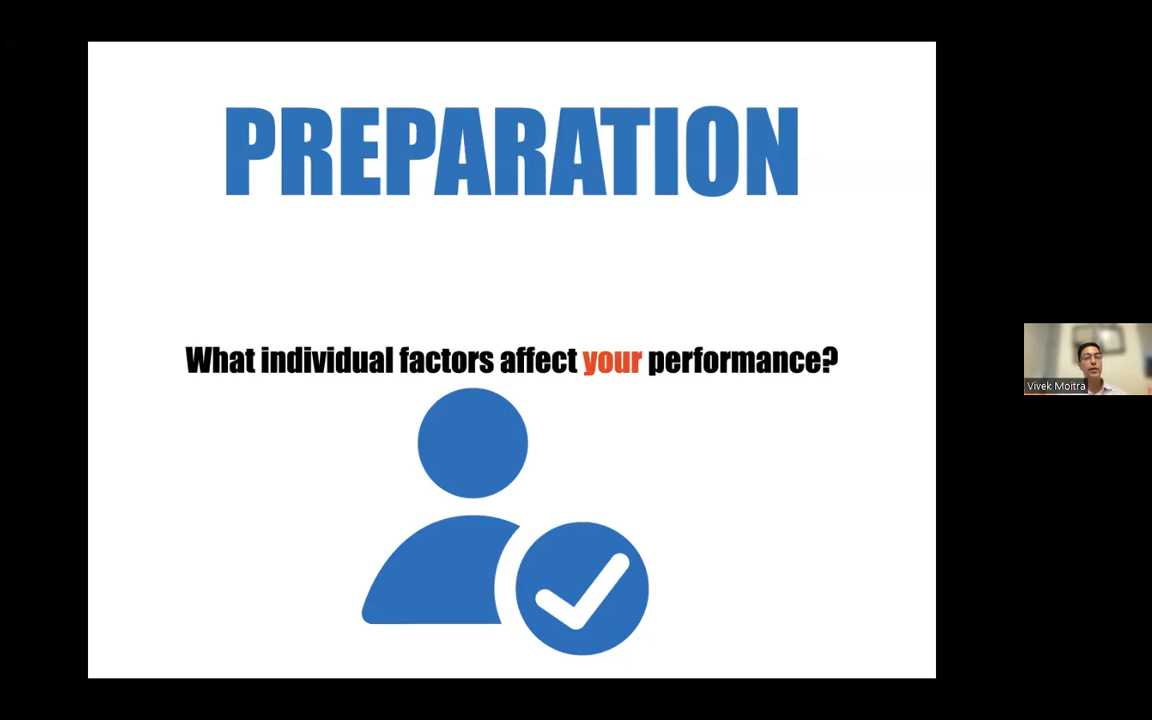 PREPARATION
What individual factors affect your performance?
Vivek Moitra